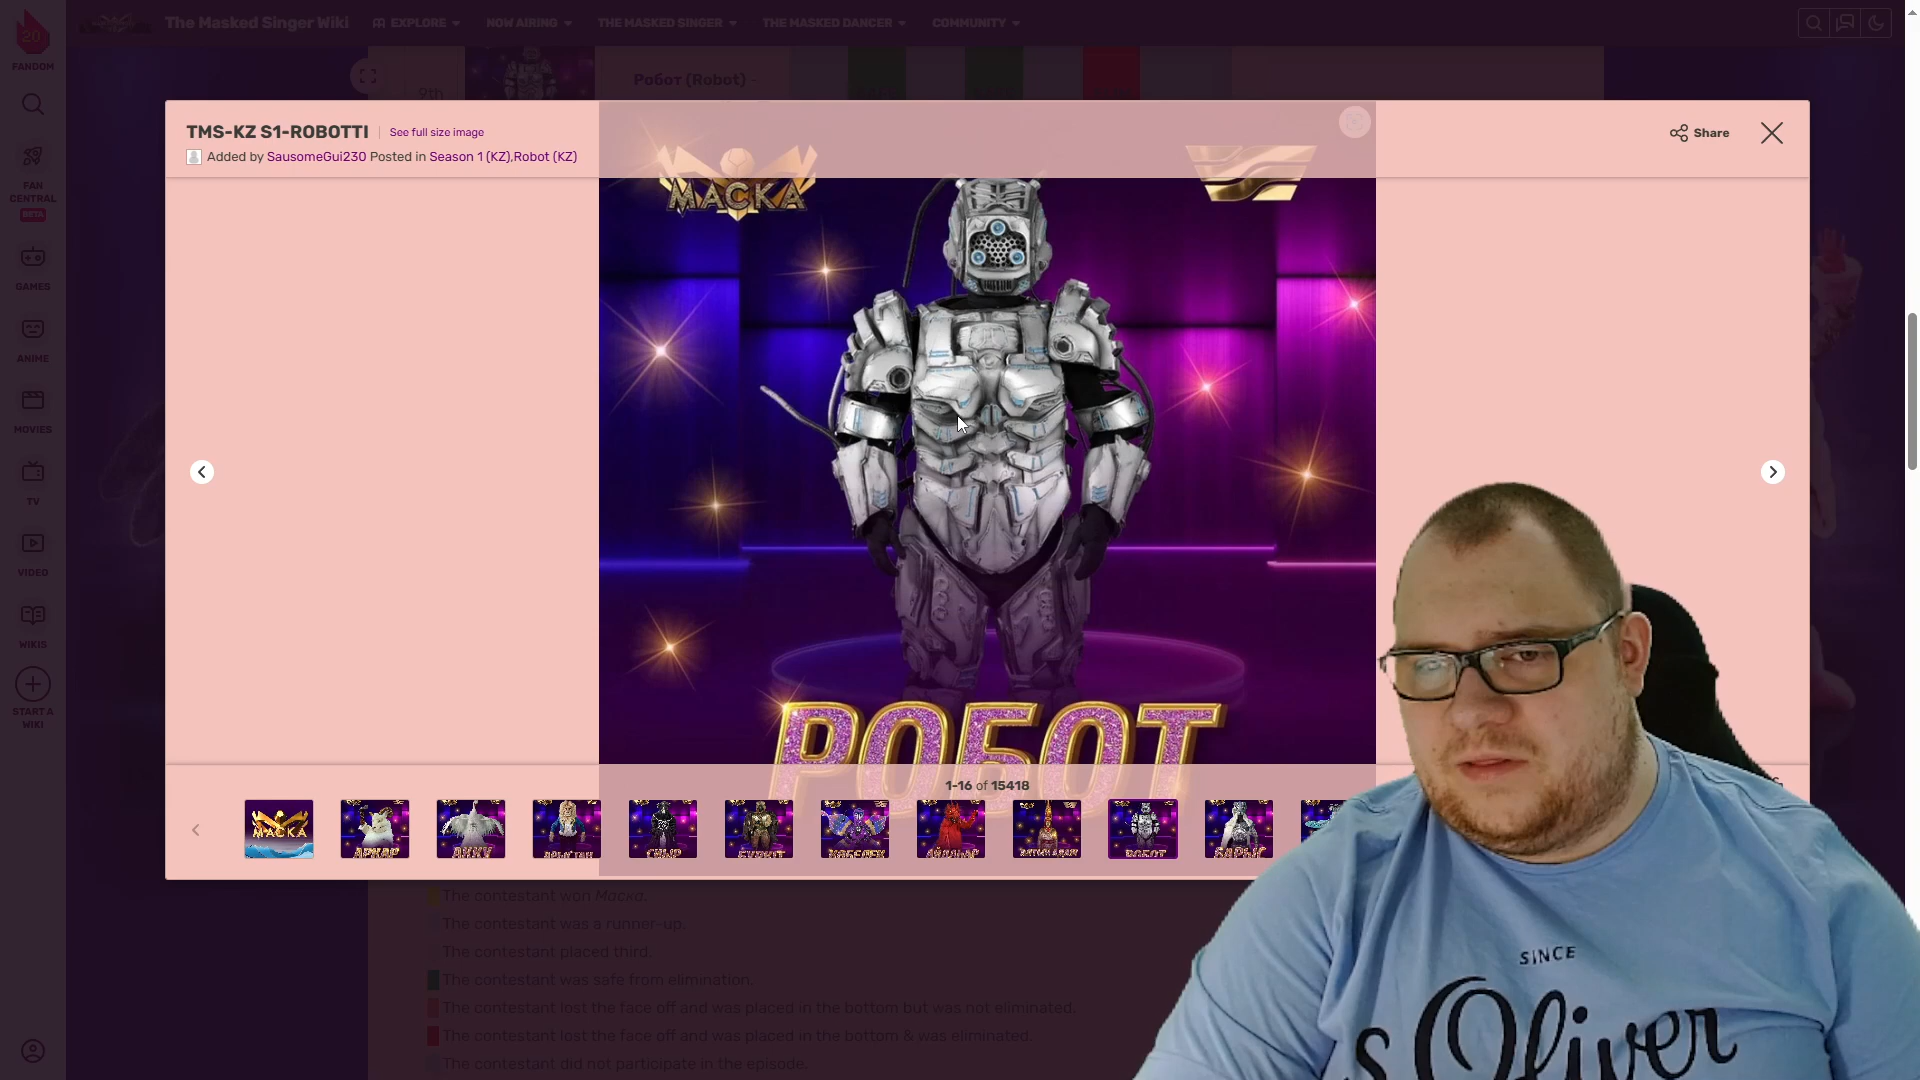 20
The Masked Singer Wiki
EXPLORE
NOW AIRING
THE MASKED SINGER
THE MASKED DANCER
COMMUNITY
FANDOM
FAN CENTRAL
BETA
GAMES
ANIME
MOVIES
TV
VIDEO
WIKIS
START A WIKI
9th
Робот (Robot) -
TMS-KZ S1-ROBOTTI
See full size image
Share
Added by SausomeGui230 Posted in Season 1 (KZ),Robot (KZ)
МАСКА
РОБОТ
1-16 of 15418
МАСКА
АРҚАР
АҚҚУ
РОБОТ
БАРЫС
The contestant won Маска.
The contestant was a runner-up.
The contestant placed third.
The contestant was safe from elimination.
The contestant lost the face off and was placed in the bottom but was not eliminated.
The contestant lost the face off and was placed in the bottom & was eliminated.
The contestant did not participate in the episode.
SINCE
s.Oliver